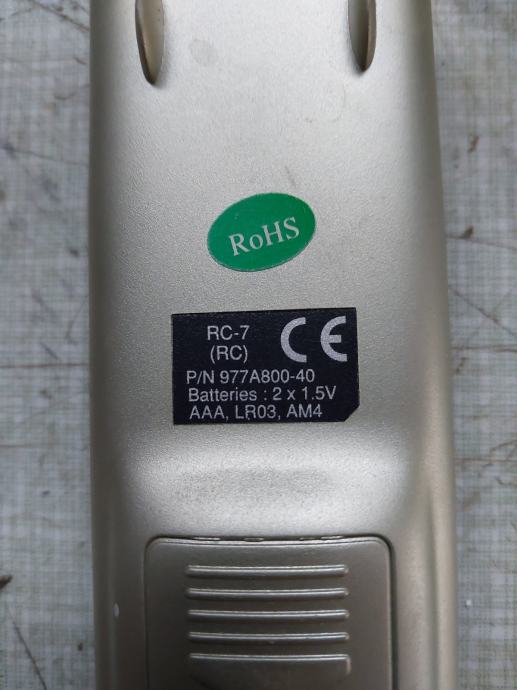 RoHS
RC-7
(RC)
CE
P/N 977A800-40
Batteries : 2 x 1.5V
AAA, LR03, AM4